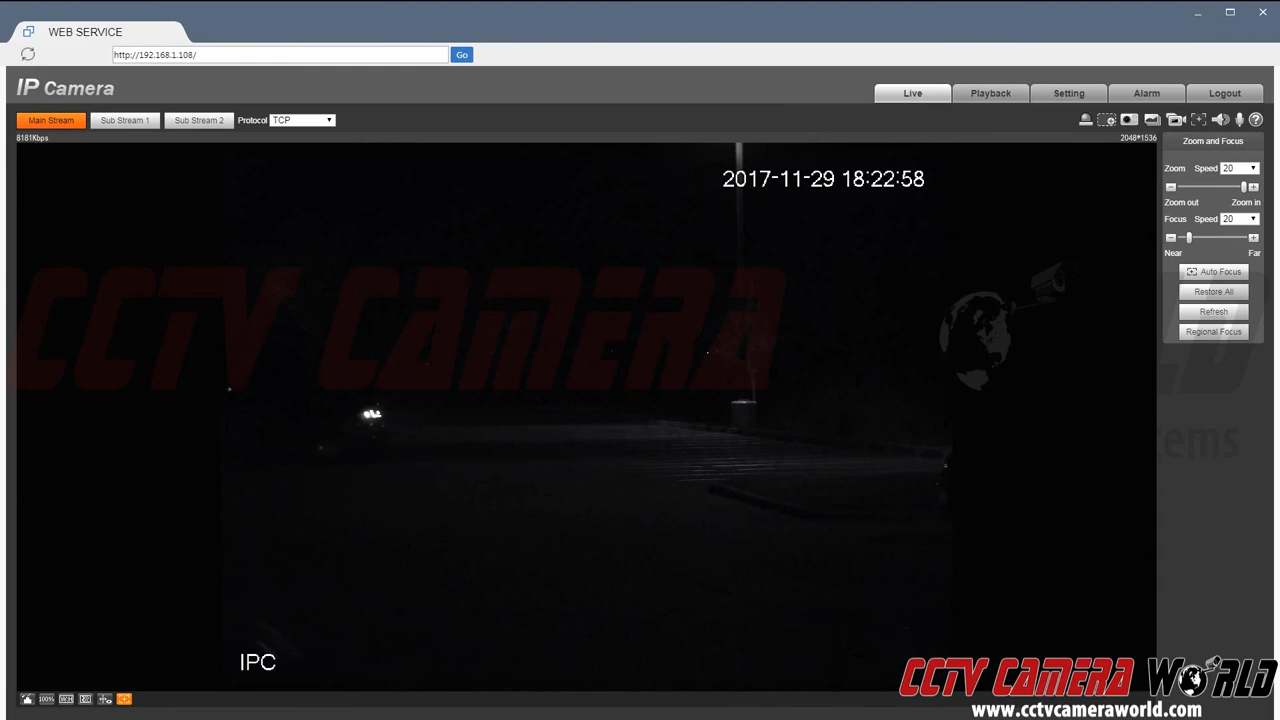 WEB SERVICE
http://192.168.1.108/
Go
IP Camera
Live
Playback
Setting
Alarm
Logout
Main Stream
Sub Stream 1
Sub Stream 2
Protocol
TCP
8181Kbps
2048*1536
Zoom and Focus
2017-11-29 18:22:58
Zoom
Speed
20
Zoom out
Zoom in
Focus
Speed
20
Near
Far
Auto Focus
Restore All
Refresh
Regional Focus
CCTV CAMERA
IPC
100%
W:H
CCTV CAMERA WORLD
www.cctvcameraworld.com